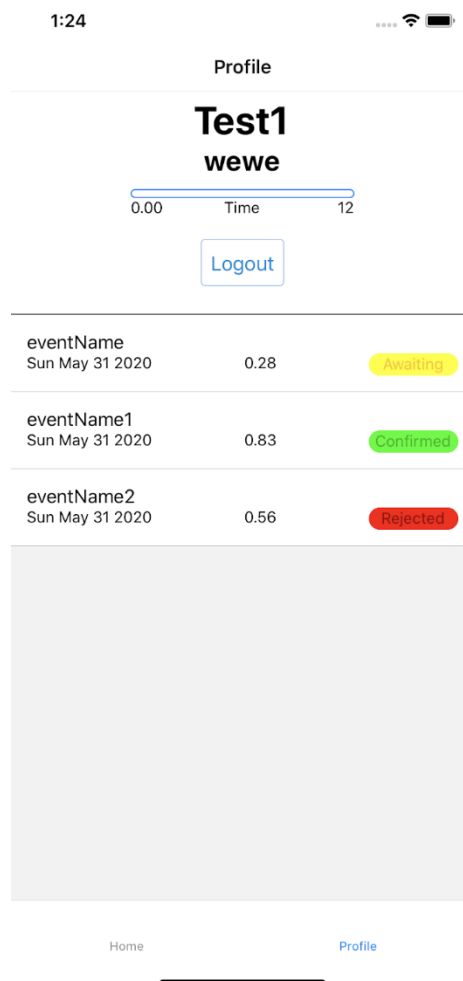 1:24
Profile
Test1
wewe
0.00 Time 12
Logout
eventName
Sun May 31 2020 0.28 Awaiting
eventName1
Sun May 31 2020 0.83 Confirmed
eventName2
Sun May 31 2020 0.56 Rejected
Home Profile